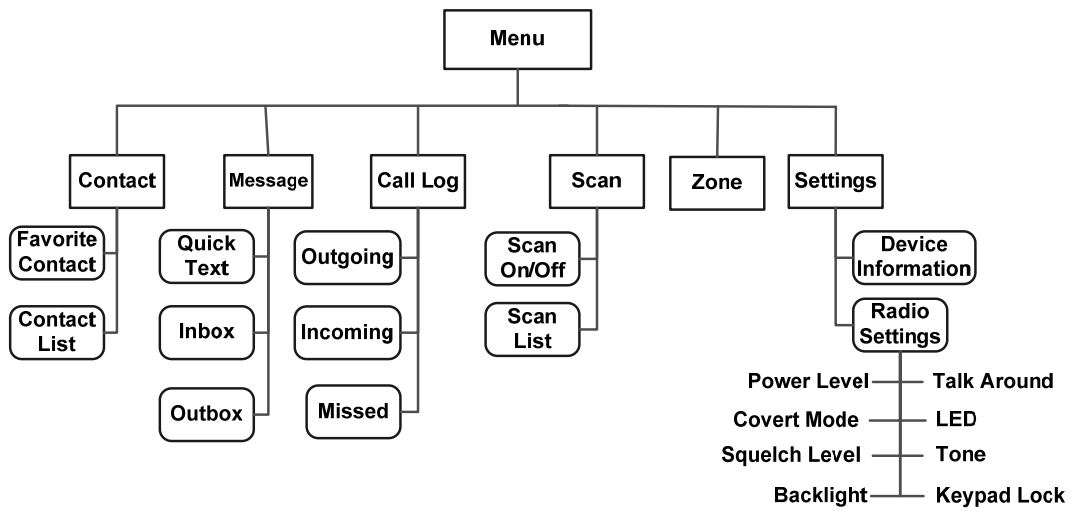 Menu
Contact
Message
Call Log
Scan
Zone
Settings
Favorite
Contact
Contact
List
Quick
Text
Inbox
Outbox
Outgoing
Incoming
Missed
Scan
On/Off
Scan
List
Device
Information
Radio
Settings
Power Level
Talk Around
Covert Mode
LED
Squelch Level
Tone
Backlight
Keypad Lock